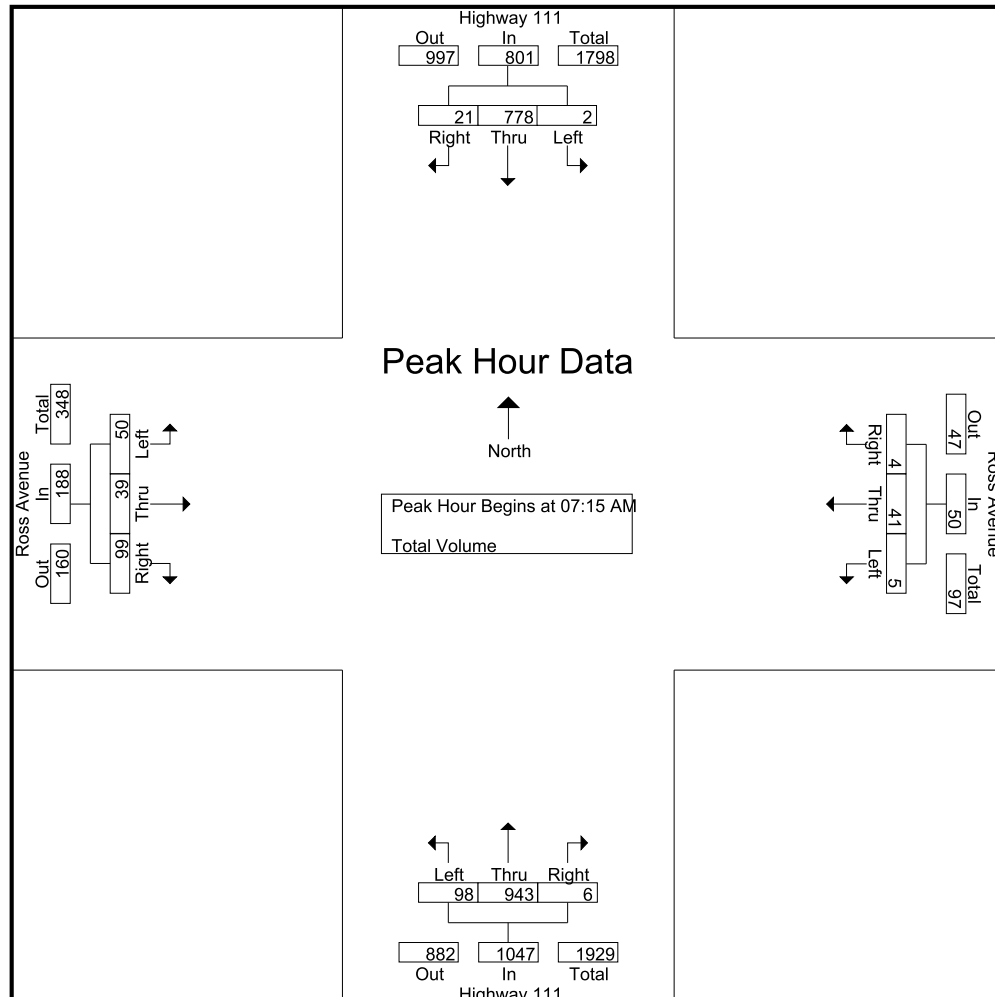 Highway 111
Out In Total
997 801 1798
21 778 2
Right Thru Left
Peak Hour Data
North
Peak Hour Begins at 07:15 AM
Total Volume
Ross Avenue
Out In Total
160 188 348
50 39 99
Left Thru Right
Ross Avenue
Out In Total
47 50 97
4 41 5
Right Thru Left
Left Thru Right
98 943 6
882 1047 1929
Out In Total
Highway 111